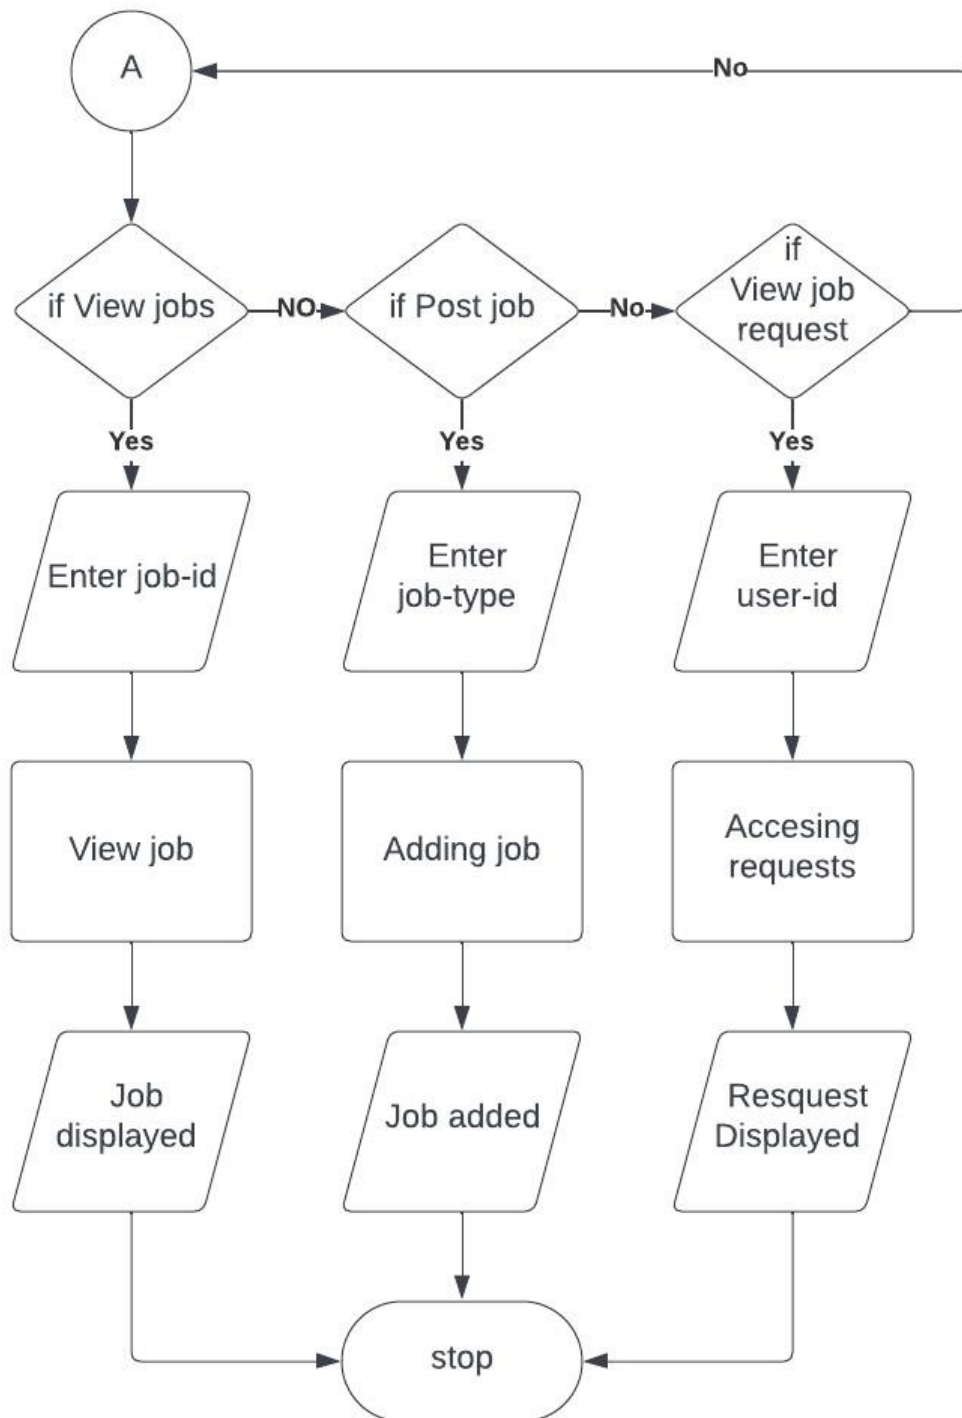 A
No
if View jobs
NO
if Post job
No
if
View job
request
Yes
Yes
Yes
Enter job-id
Enter
job-type
Enter
user-id
View job
Adding job
Accesing
requests
Job
displayed
Job added
Resquest
Displayed
stop